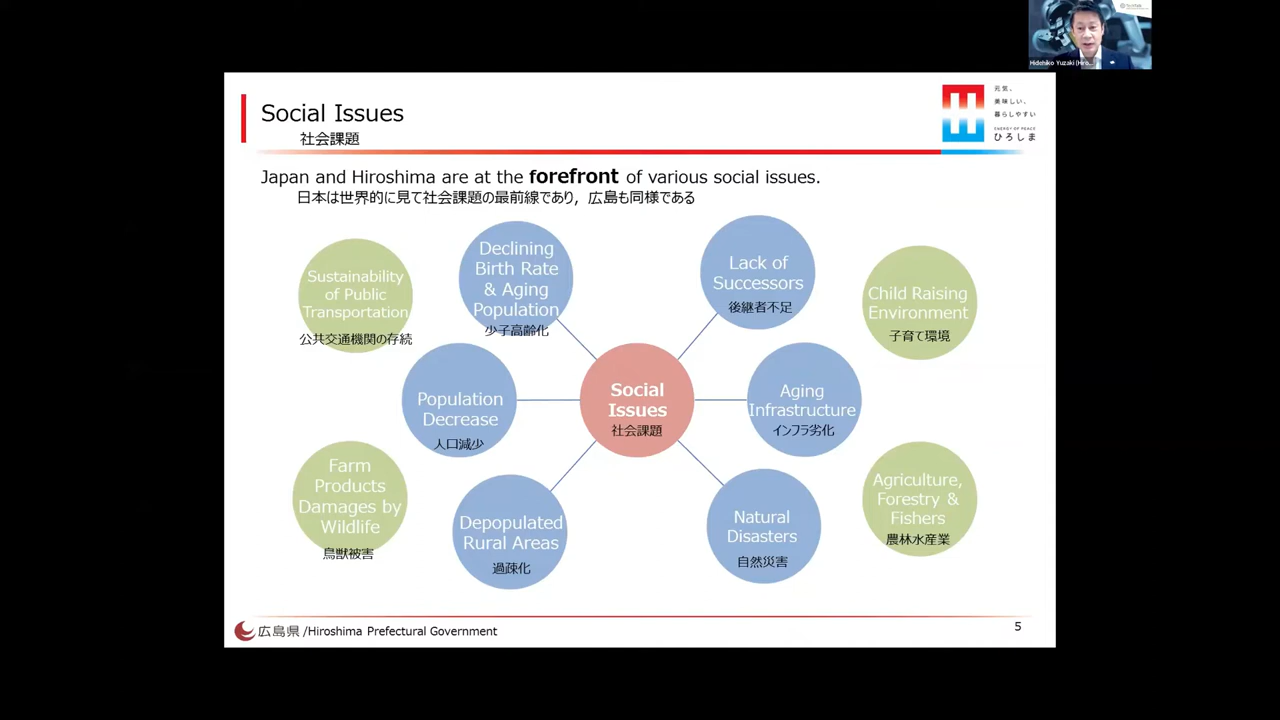 Hidehiko Yuzaki (Hiro...
Social Issues
社会課題
元気、
美味しい、
暮らしやすい
ENERGY OF PEACE
ひろしま
Japan and Hiroshima are at the forefront of various social issues.
日本は世界的に見て社会課題の最前線であり，広島も同様である
Sustainability
of Public
Transportation
公共交通機関の存続
Declining
Birth Rate
& Aging
Population
少子高齢化
Lack of
Successors
後継者不足
Child Raising
Environment
子育て環境
Population
Decrease
人口減少
Social
Issues
社会課題
Aging
Infrastructure
インフラ劣化
Farm
Products
Damages by
Wildlife
鳥獣被害
Depopulated
Rural Areas
過疎化
Natural
Disasters
自然災害
Agriculture,
Forestry &
Fishers
農林水産業
広島県 /Hiroshima Prefectural Government
5